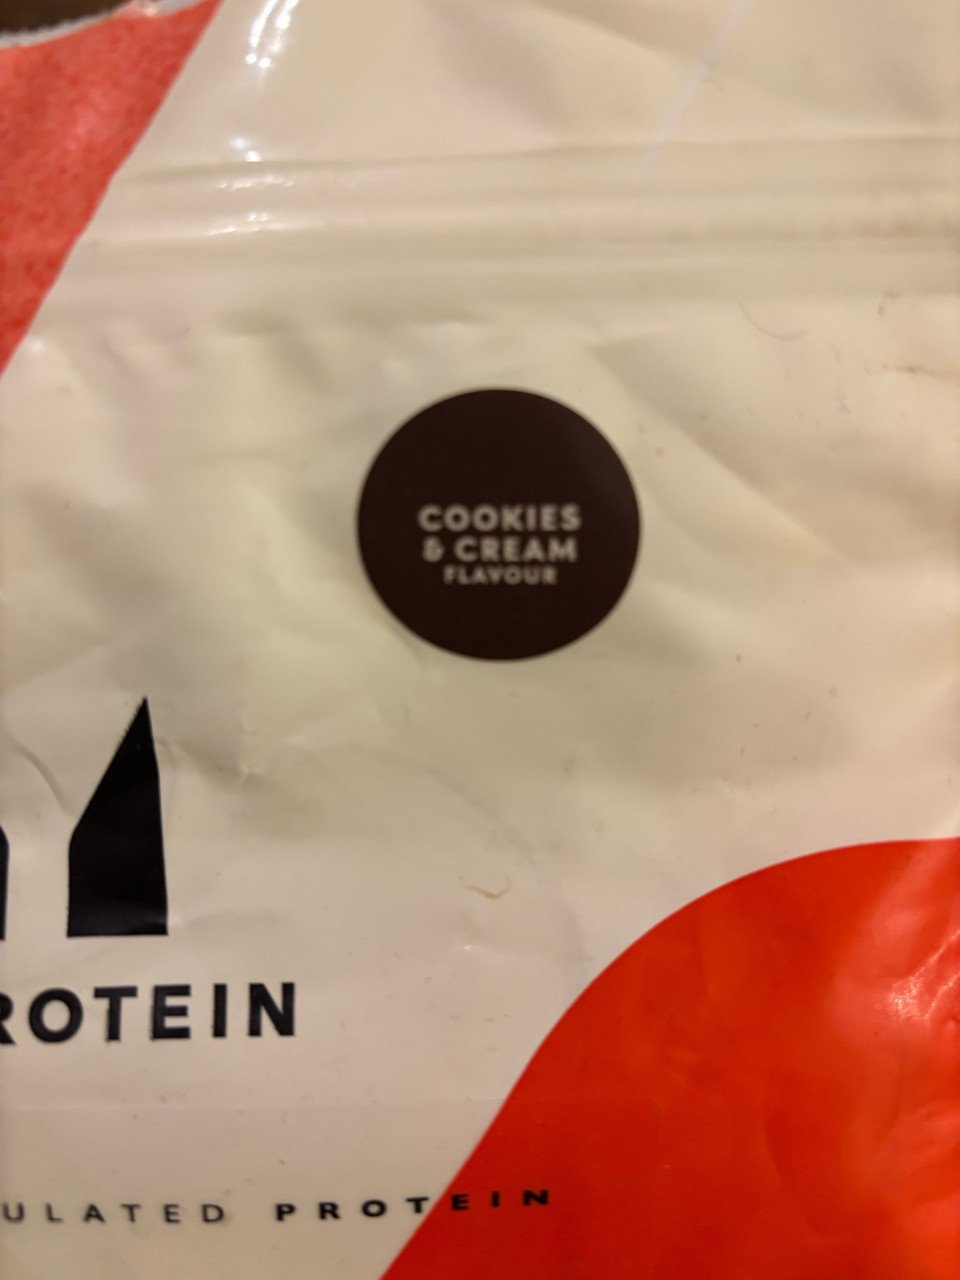 COOKIES
& CREAM
FLAVOUR
ROTEIN
ULATED PROTEIN